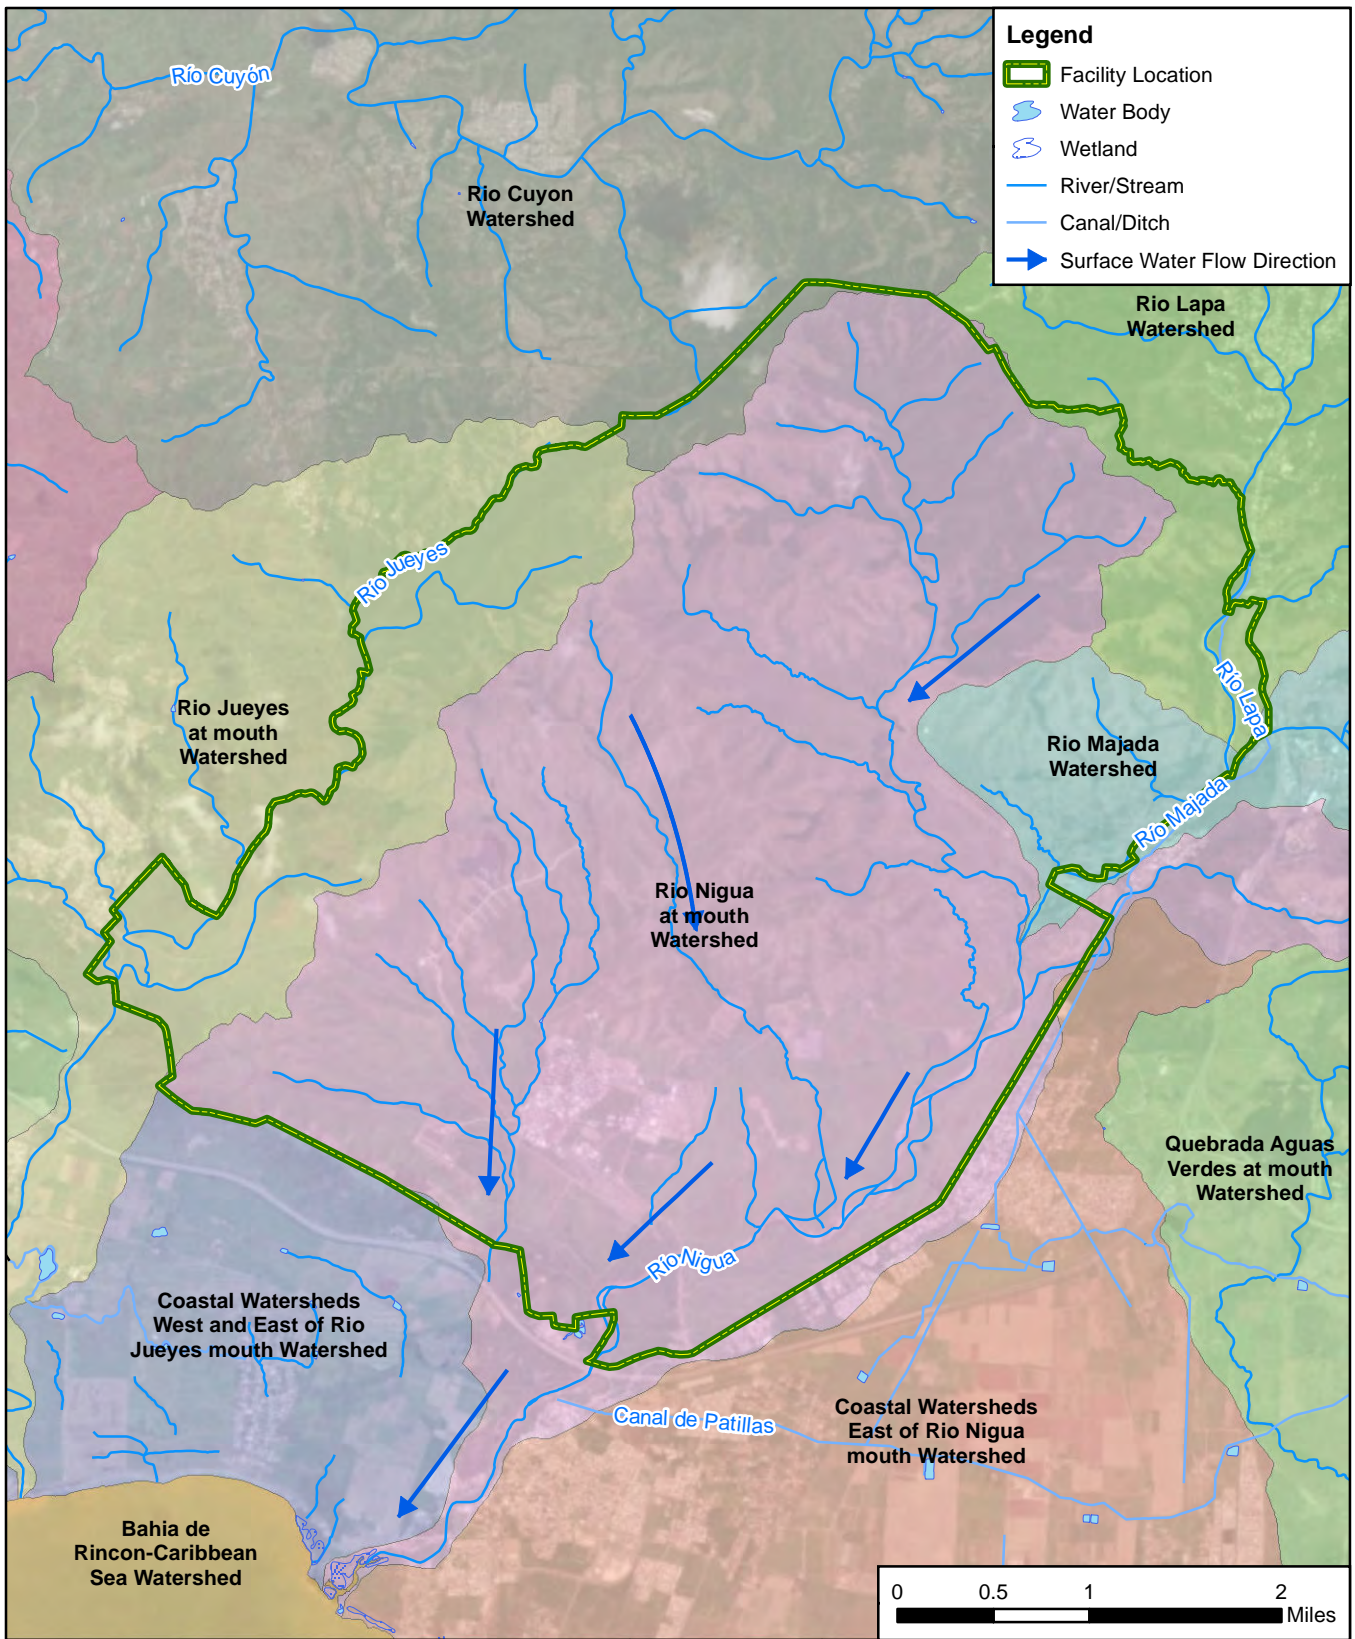 Legend
Facility Location
Water Body
Wetland
River/Stream
Canal/Ditch
Surface Water Flow Direction
Río Cuyón
Rio Cuyon
Watershed
Rio Lapa
Watershed
Río Jueyes
Rio Jueyes
at mouth
Watershed
Río Lapa
Rio Majada
Watershed
Río Majada
Rio Nigua
at mouth
Watershed
Quebrada Aguas
Verdes at mouth
Watershed
Río Nigua
Coastal Watersheds
West and East of Rio
Jueyes mouth Watershed
Canal de Patillas
Coastal Watersheds
East of Rio Nigua
mouth Watershed
Bahia de
Rincon-Caribbean
Sea Watershed
0 0.5 1 2
Miles